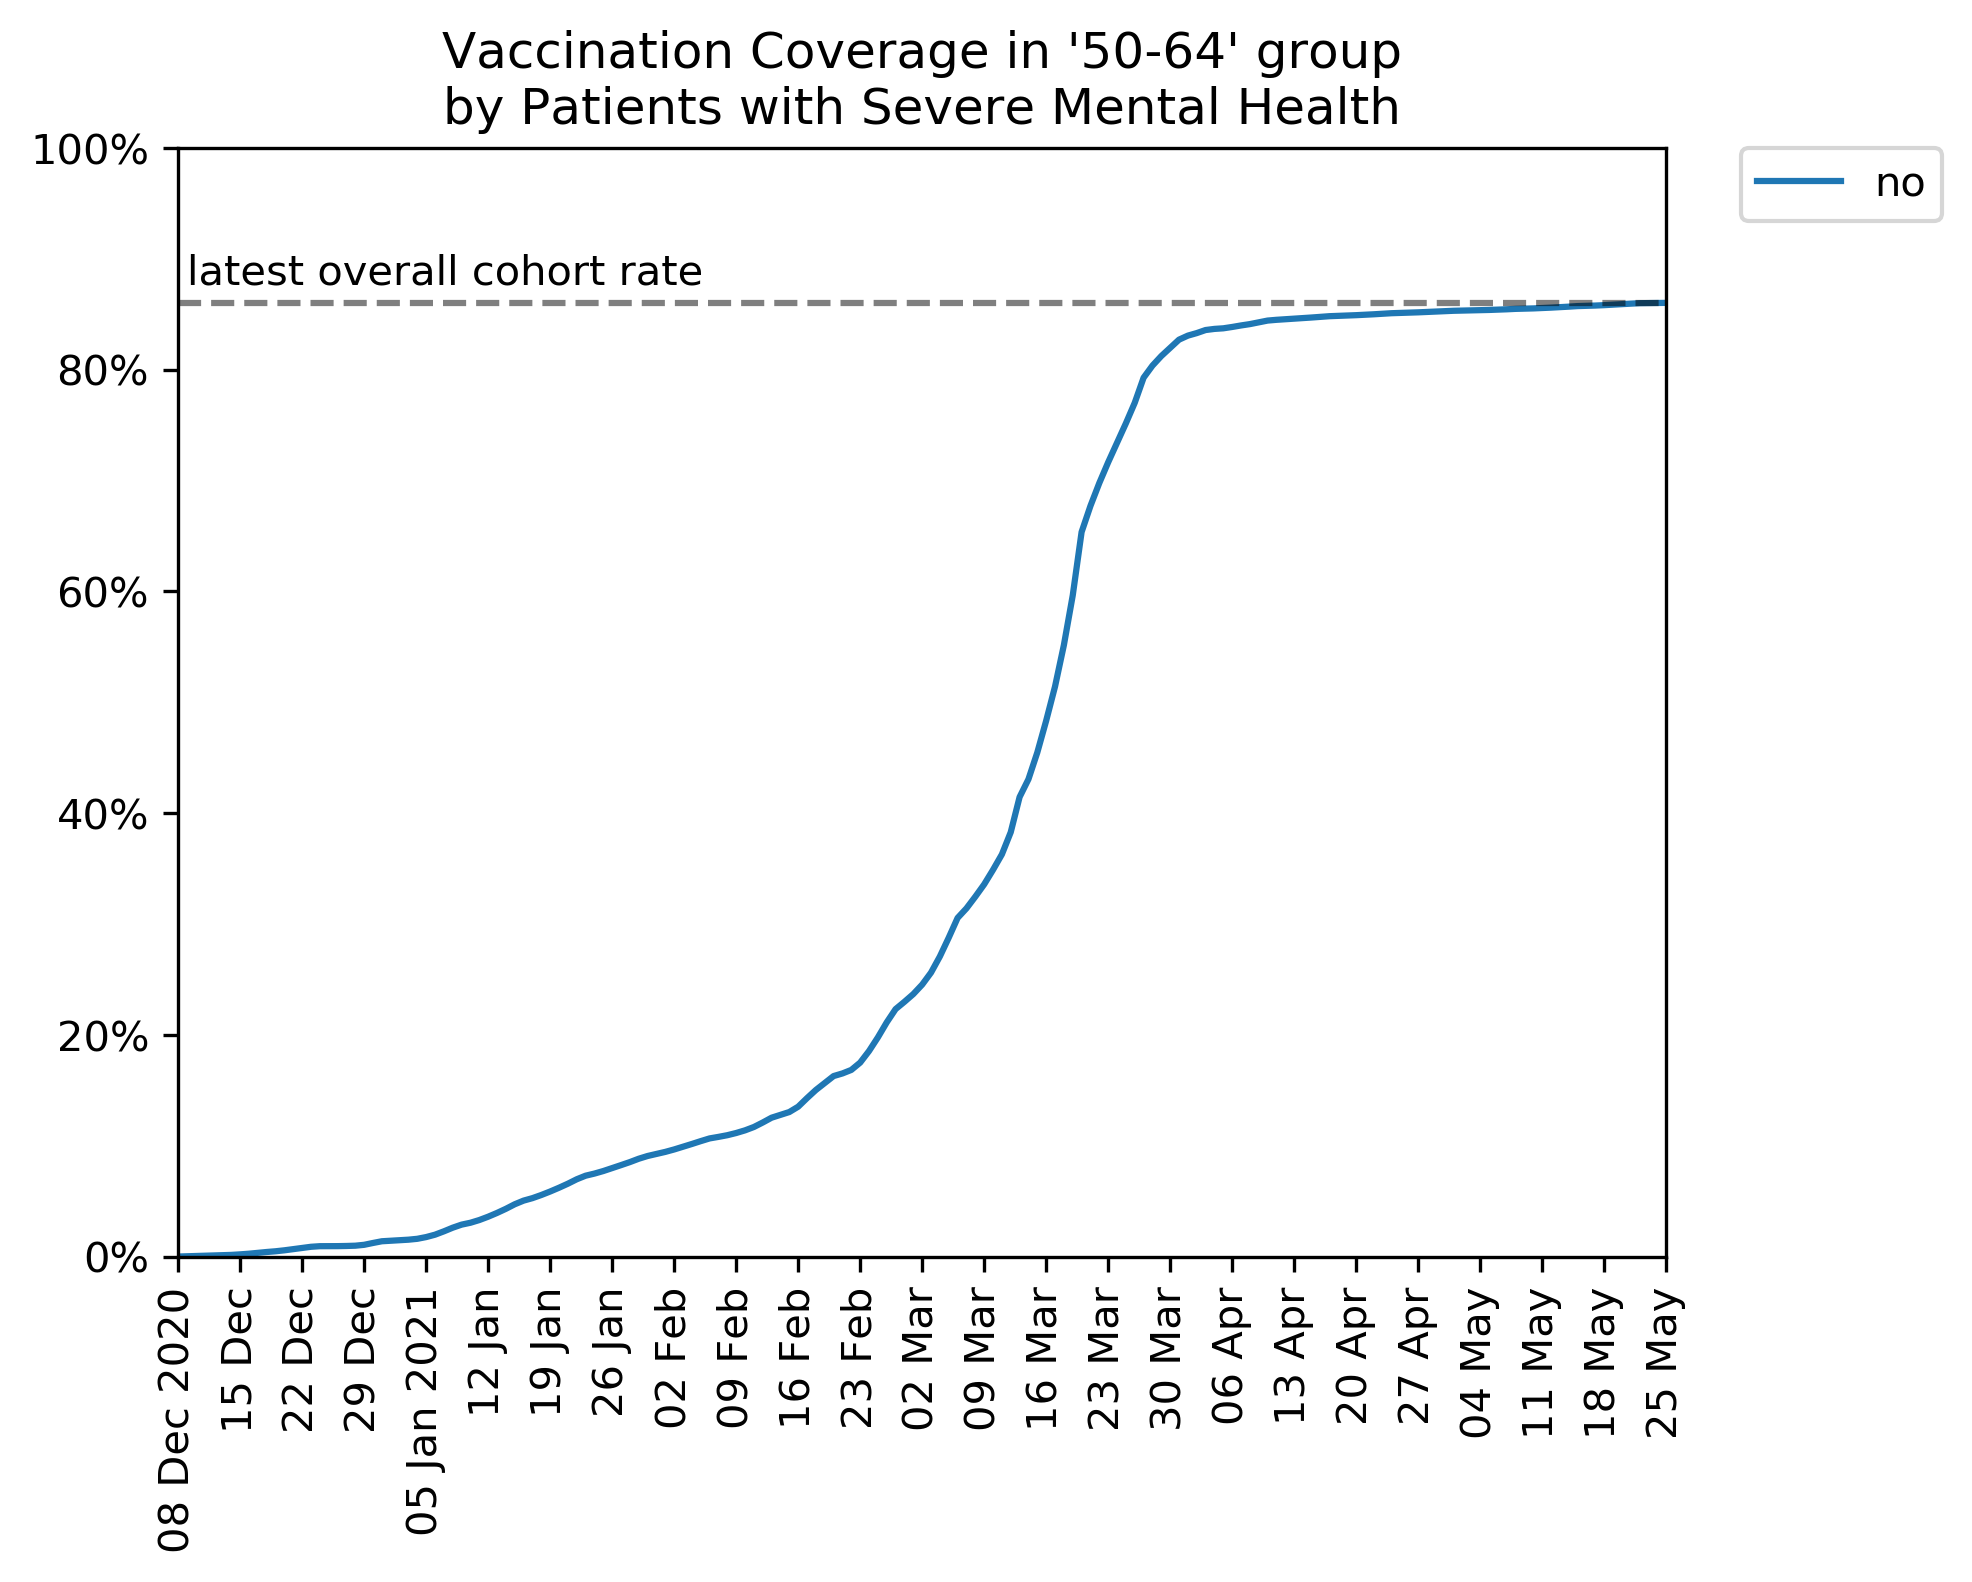 Vaccination Coverage in '50-64' group
by Patients with Severe Mental Health
100%
no
latest overall cohort rate
80%
60%
40%
20%
0%
08 Dec 2020
15 Dec
22 Dec
29 Dec
05 Jan 2021
12 Jan
19 Jan
26 Jan
02 Feb
09 Feb
16 Feb
23 Feb
02 Mar
09 Mar
16 Mar
23 Mar
30 Mar
06 Apr
13 Apr
20 Apr
27 Apr
04 May
11 May
18 May
25 May